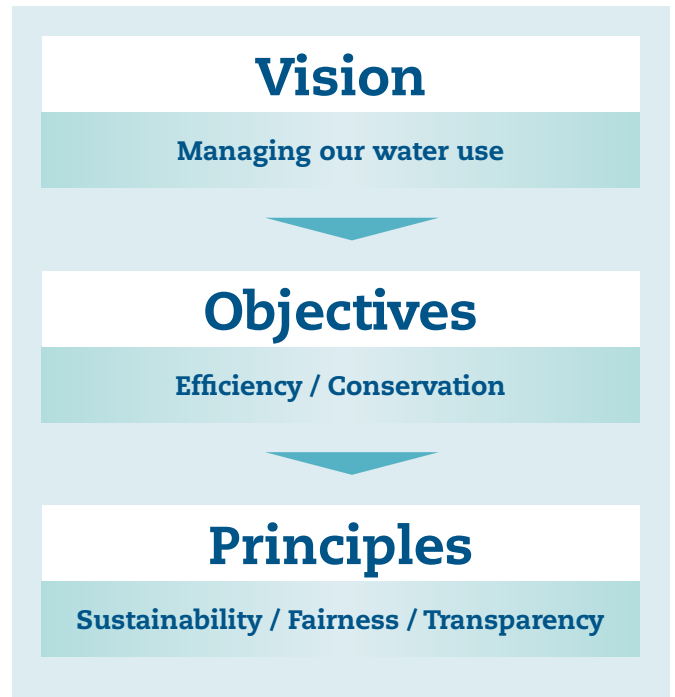 Vision
Managing our water use
Objectives
Efficiency / Conservation
Principles
Sustainability / Fairness / Transparency